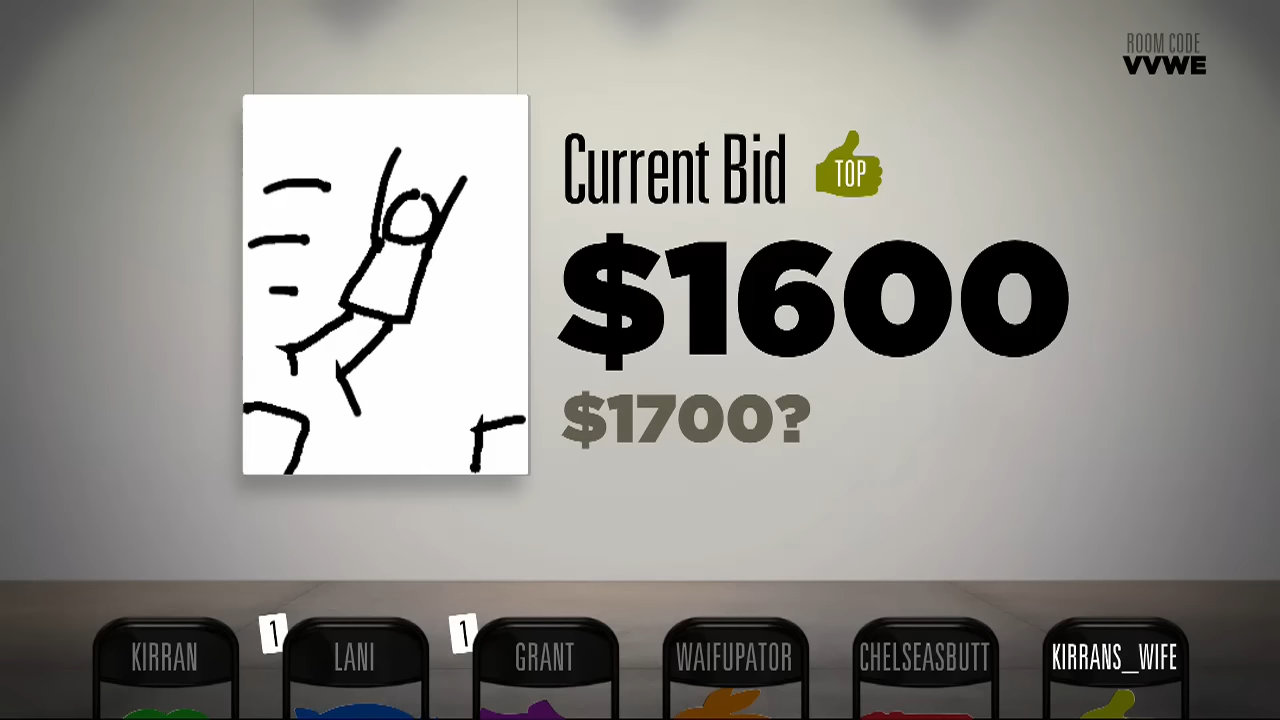 ROOM CODE
VVWE
Current Bid
TOP
$1600
$1700?
1
1
KIRRAN
LANI
GRANT
WAIFUPATOR
CHELSEASBUTT
KIRRANS_WIFE